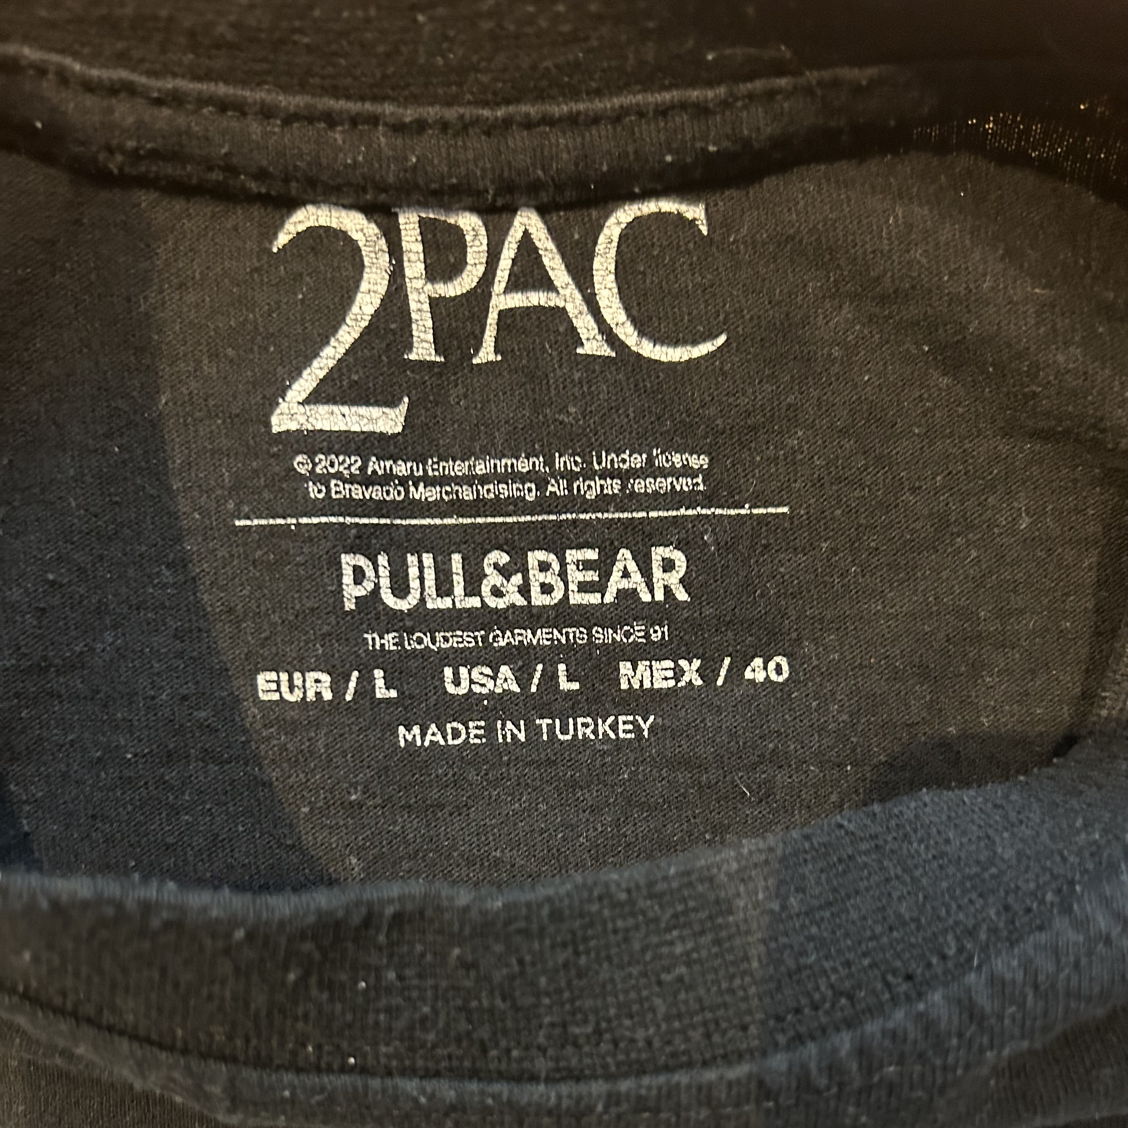 2PAC
© 2022 Amaru Entertainment, Inc. Under license
to Bravado Merchandising. All rights reserved.
PULL&BEAR
THE LOUDEST GARMENTS SINCE 91
EUR / L USA / L MEX / 40
MADE IN TURKEY